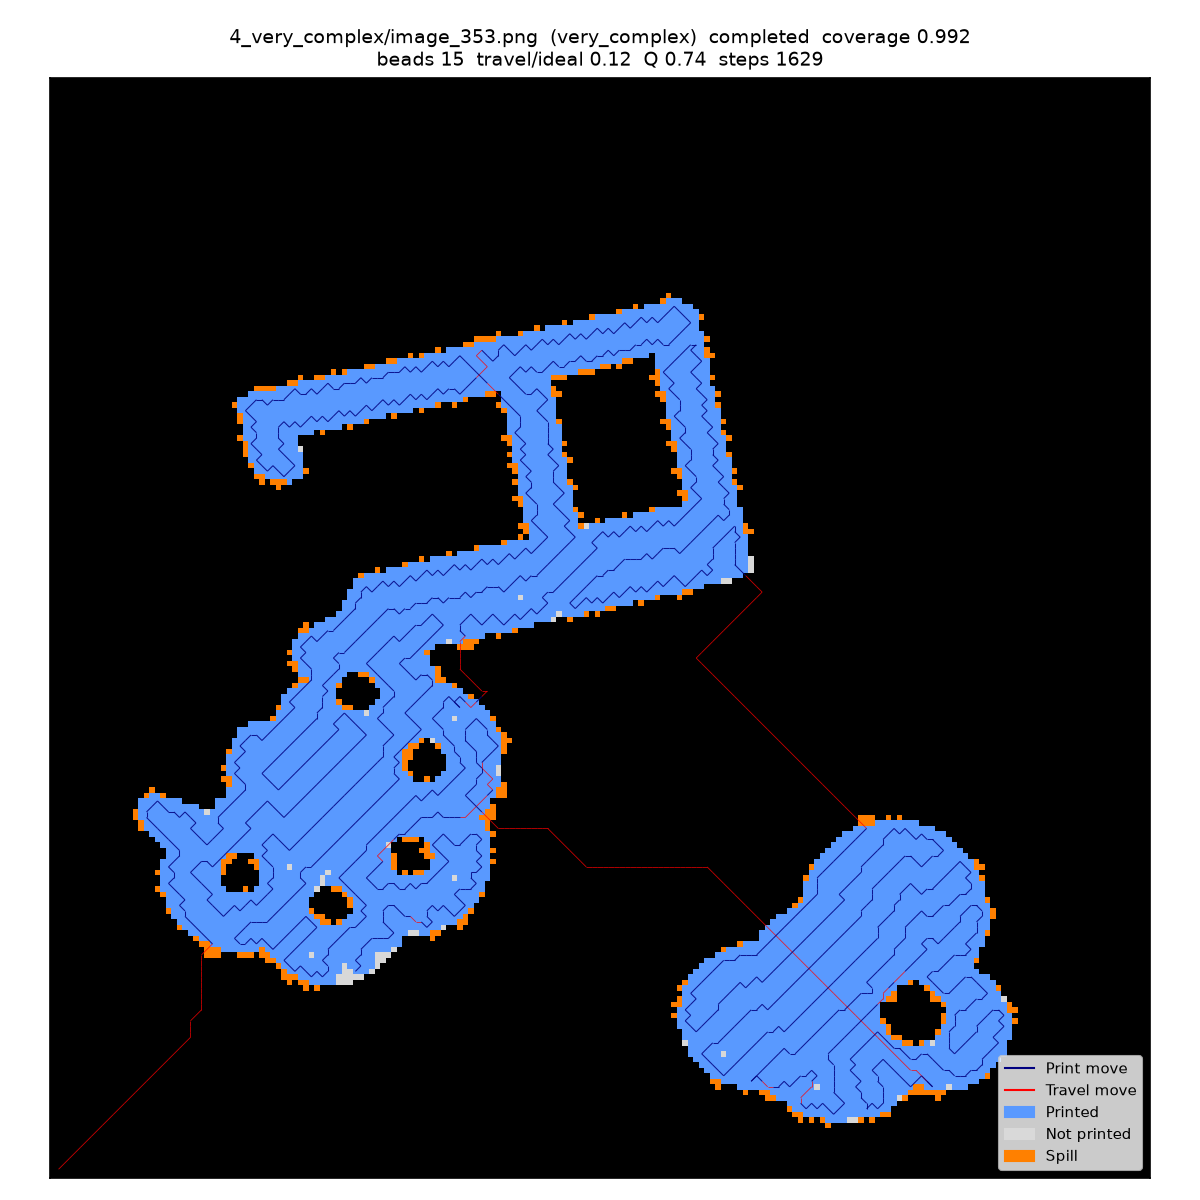 4_very_complex/image_353.png  (very_complex)  completed  coverage 0.992
beads 15  travel/ideal 0.12  Q 0.74  steps 1629
Print move
Travel move
Printed
Not printed
Spill